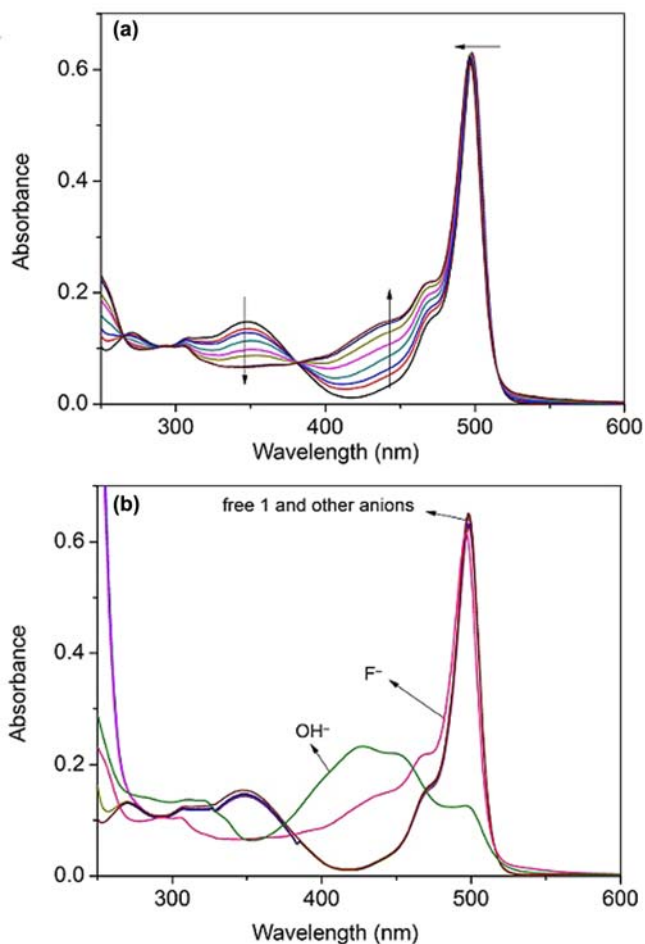 (a)
0.6
0.4
0.2
0.0
Absorbance
300
400
500
600
Wavelength (nm)
(b)
free 1 and other anions
0.6
F⁻
0.4
OH⁻
0.2
0.0
Absorbance
300
400
500
600
Wavelength (nm)